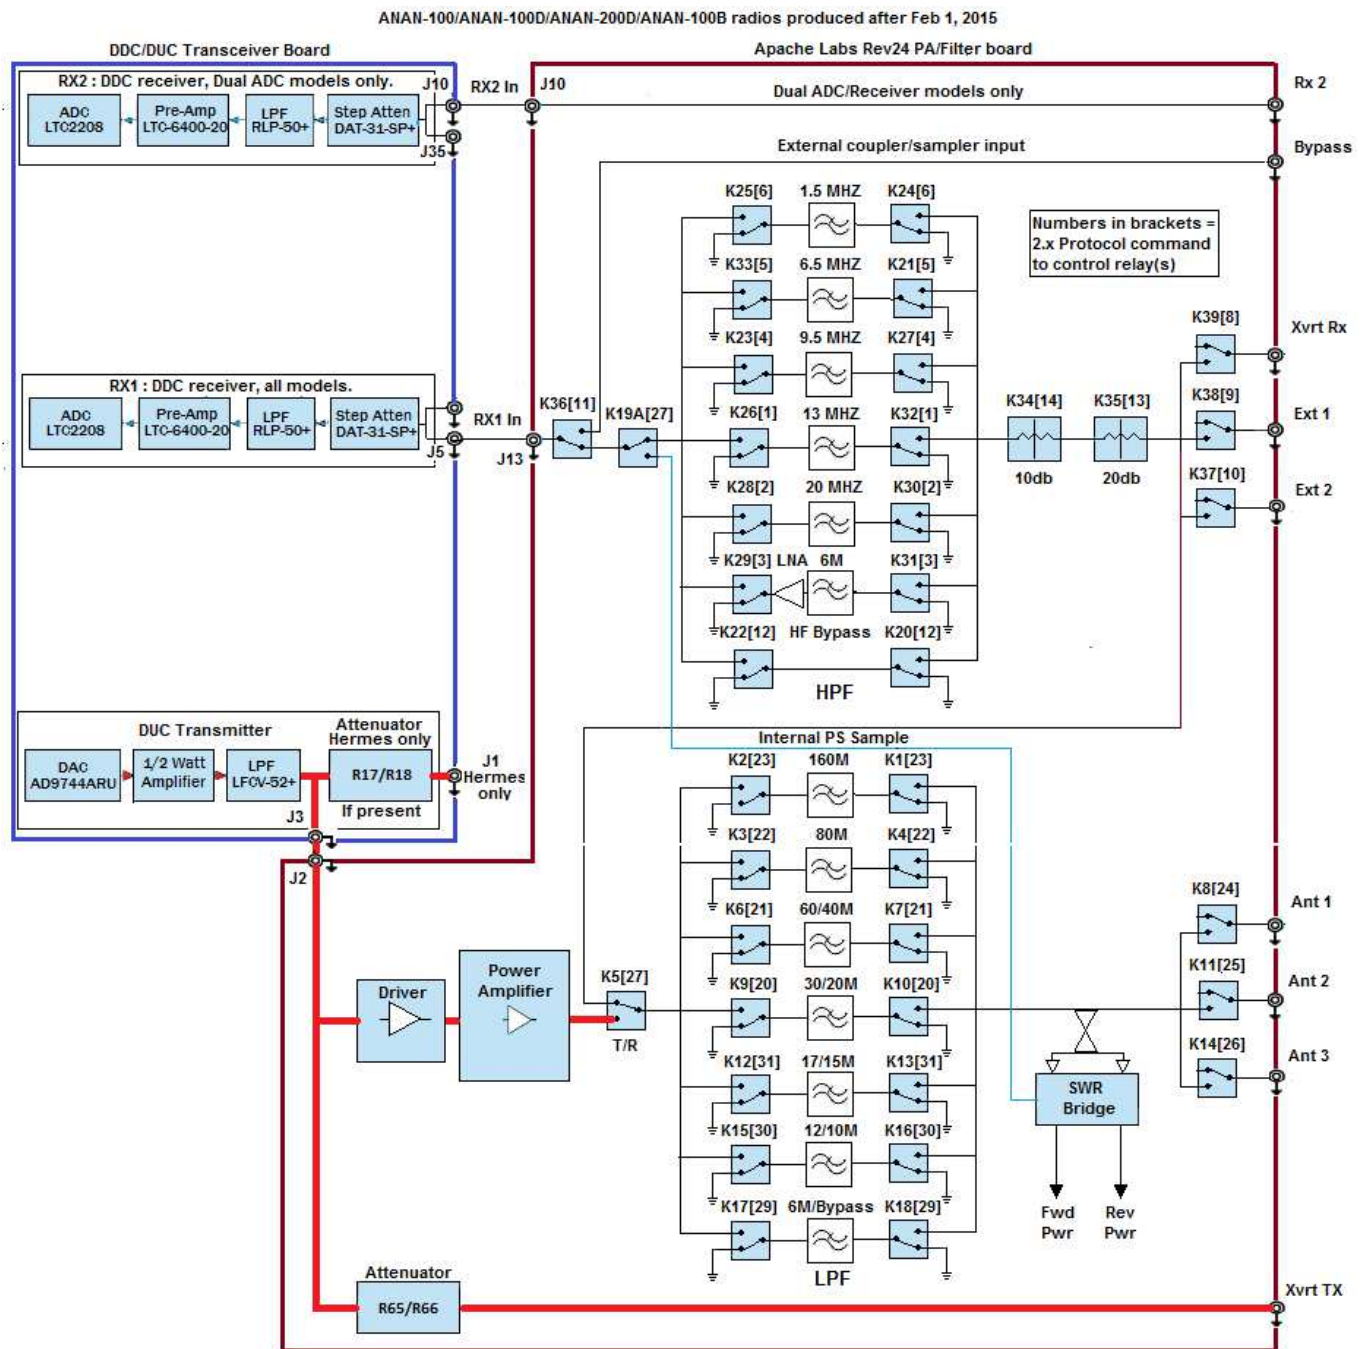 ANAN-100/ANAN-100D/ANAN-200D/ANAN-100B radios produced after Feb 1, 2015
DDC/DUC Transceiver Board
Apache Labs Rev24 PA/Filter board
RX2 : DDC receiver, Dual ADC models only.
J10
RX2 In
J10
Dual ADC/Receiver models only
Rx 2
ADC
LTC2208
Pre-Amp
LTC-6400-20
LPF
RLP-50+
Step Atten
DAT-31-SP+
J35
External coupler/sampler input
Bypass
K25[6]
1.5 MHZ
K24[6]
Numbers in brackets =
2.x Protocol command
to control relay(s)
K33[5]
6.5 MHZ
K21[5]
K23[4]
9.5 MHZ
K27[4]
K39[8]
Xvrt Rx
RX1 : DDC receiver, all models.
ADC
LTC2208
Pre-Amp
LTC-6400-20
LPF
RLP-50+
Step Atten
DAT-31-SP+
J5
RX1 In
J13
K36[11]
K19A[27]
K26[1]
13 MHZ
K32[1]
K34[14]
K35[13]
K38[9]
Ext 1
10db
20db
K28[2]
20 MHZ
K30[2]
K37[10]
Ext 2
K29[3]
LNA
6M
K31[3]
K22[12]
HF Bypass
K20[12]
HPF
DUC Transmitter
Attenuator
Hermes only
DAC
AD9744ARU
1/2 Watt
Amplifier
LPF
LFCV-52+
R17/R18
If present
J1
Hermes
only
J3
J2
Internal PS Sample
K2[23]
160M
K1[23]
K3[22]
80M
K4[22]
K6[21]
60/40M
K7[21]
K8[24]
Ant 1
Driver
Power
Amplifier
K5[27]
T/R
K9[20]
30/20M
K10[20]
K11[25]
Ant 2
K12[31]
17/15M
K13[31]
K14[26]
Ant 3
SWR
Bridge
K15[30]
12/10M
K16[30]
K17[29]
6M/Bypass
K18[29]
Fwd
Pwr
Rev
Pwr
LPF
Attenuator
R65/R66
Xvrt TX